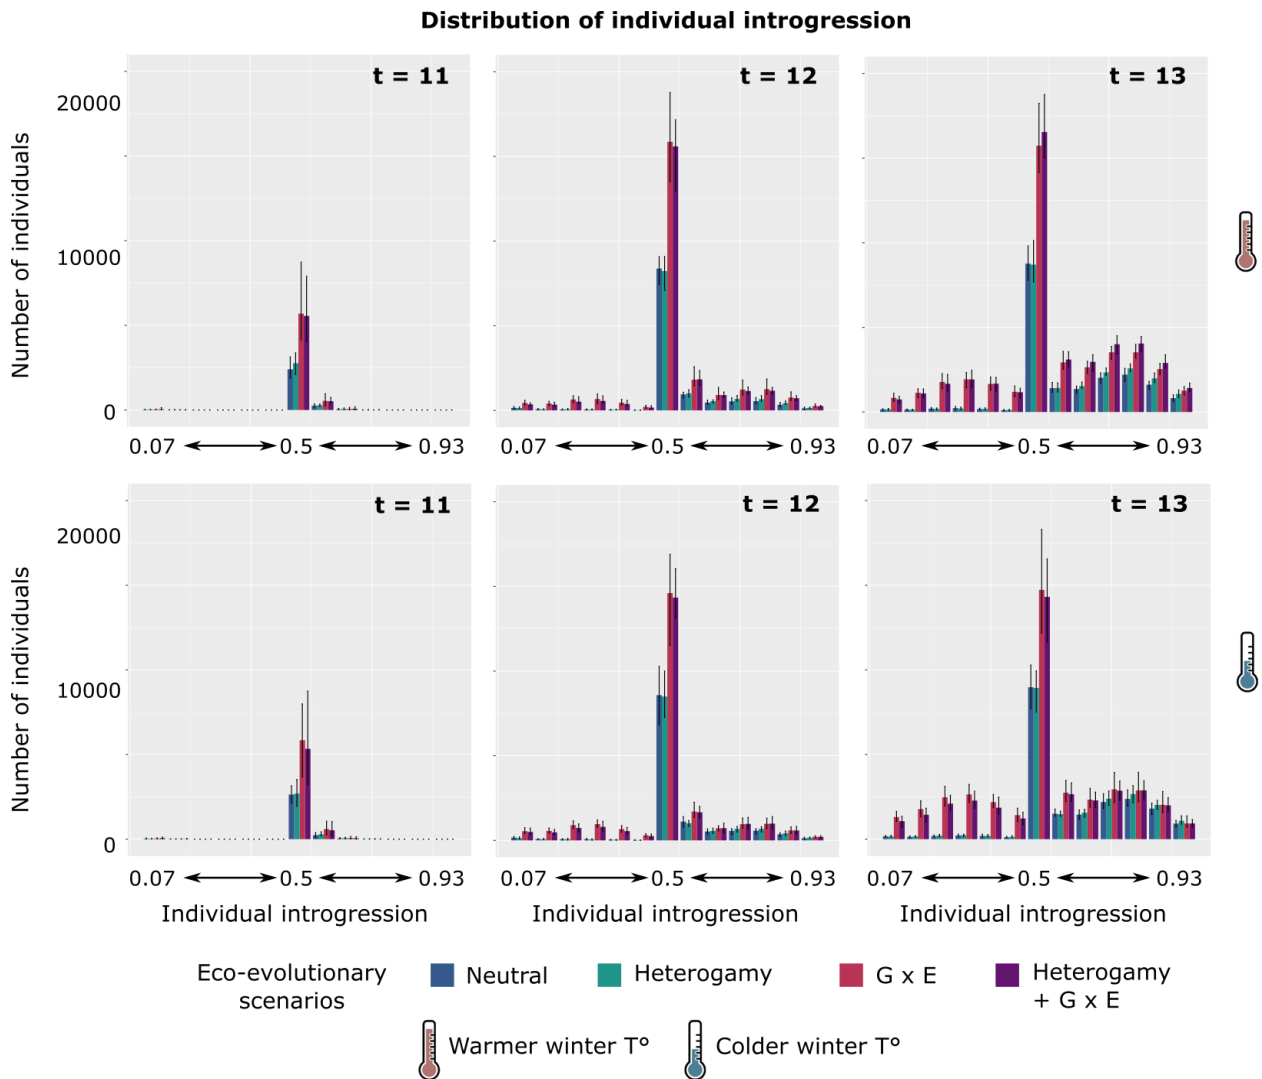 Distribution of individual introgression
t = 11
t = 12
t = 13
Number of individuals
20000
10000
0
0.07 0.5 0.93
0.07 0.5 0.93
0.07 0.5 0.93
t = 11
t = 12
t = 13
Number of individuals
20000
10000
0
0.07 0.5 0.93
0.07 0.5 0.93
0.07 0.5 0.93
Individual introgression
Individual introgression
Individual introgression
Eco-evolutionary
scenarios
Neutral
Heterogamy
G x E
Heterogamy
+ G x E
Warmer winter T°
Colder winter T°